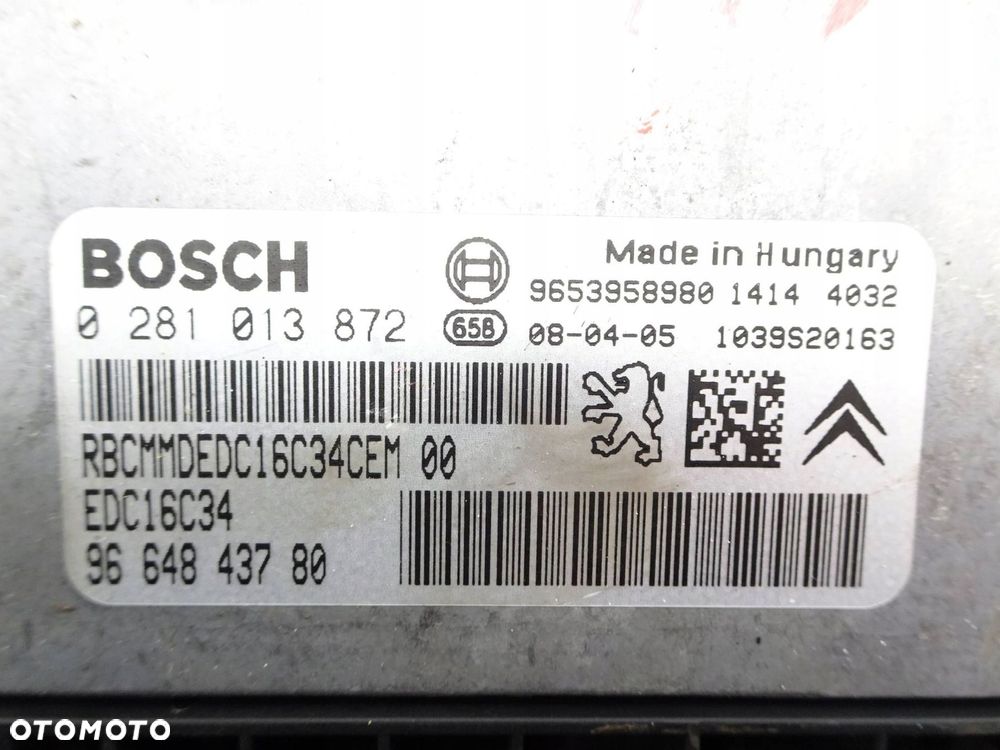 BOSCH
Made in Hungary
9653958980 1414 4032
0 281 013 872
658
08-04-05 1039S20163
RBCMMDEDC16C34CEM 00
EDC16C34
96 648 437 80
OTOMOTO